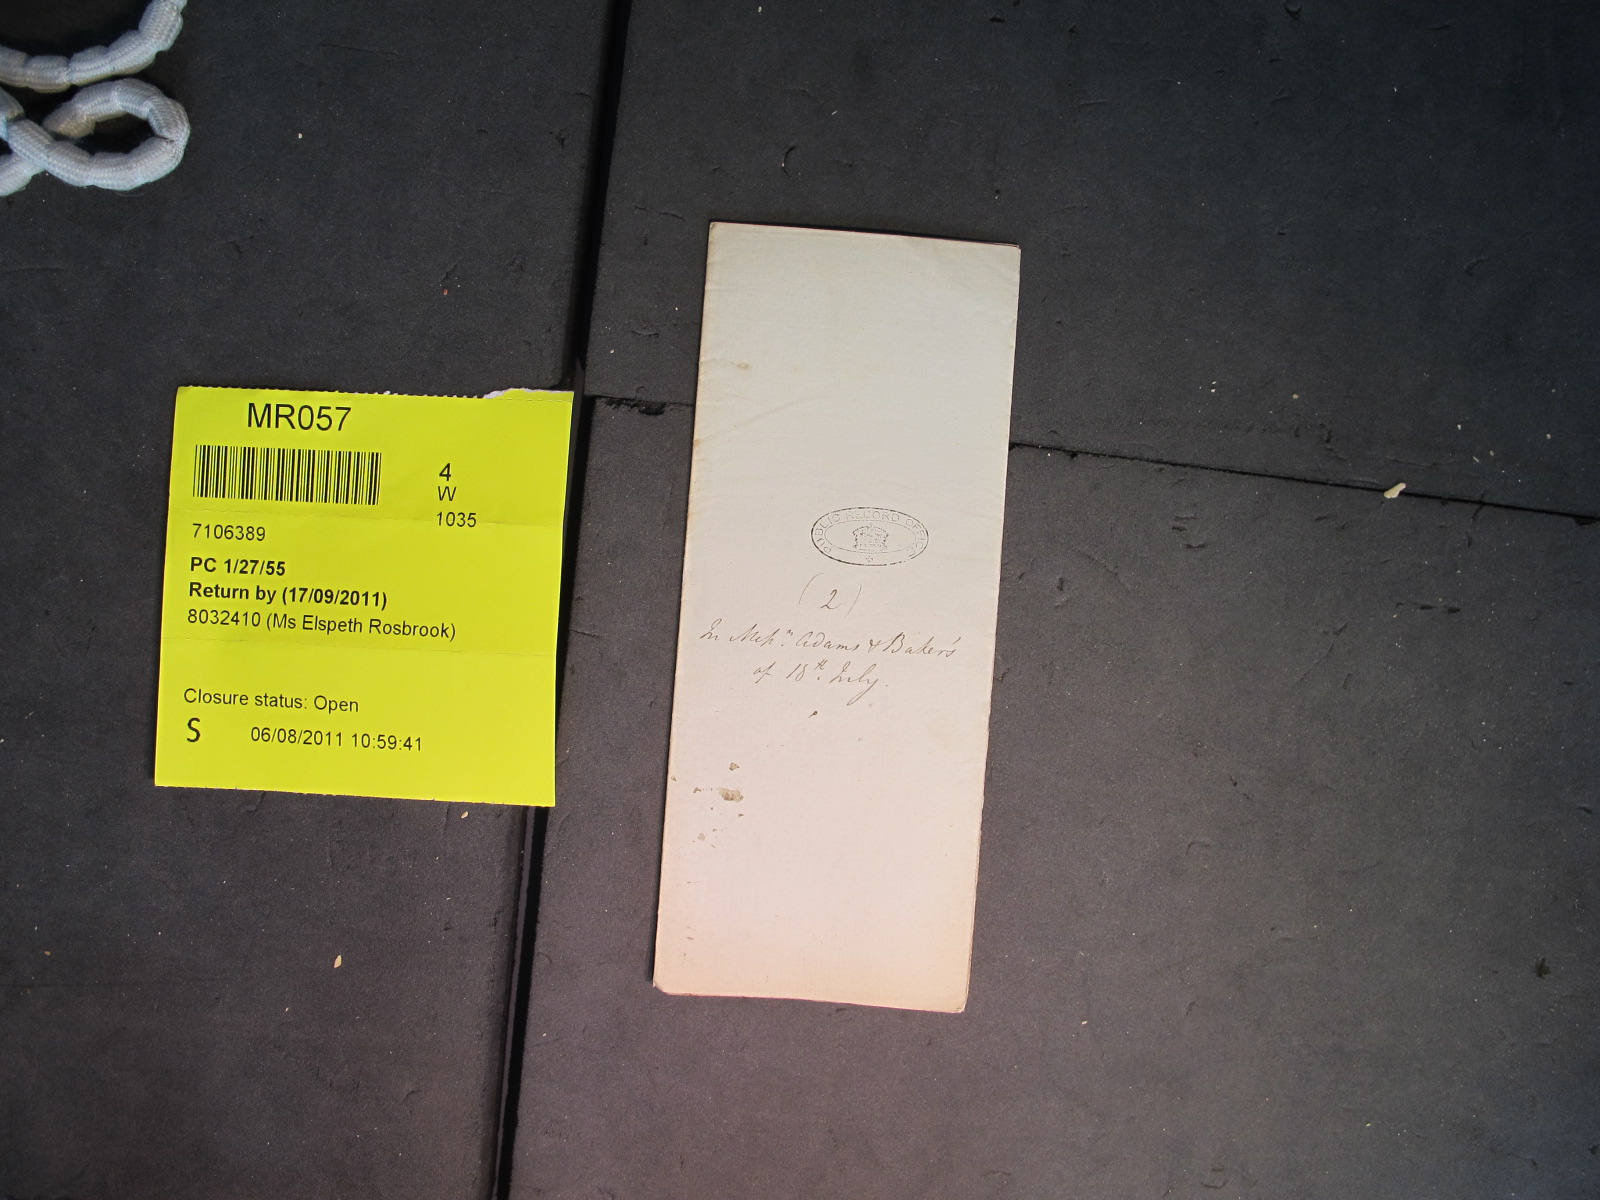 MR057
4
W
1035
7106389
PC 1/27/55
Return by (17/09/2011)
8032410 (Ms Elspeth Rosbrook)
Closure status: Open
S 06/08/2011 10:59:41
PUBLIC RECORD OFFICE
(2)
In Messrs. Adams & Baker's
of 18th. July.